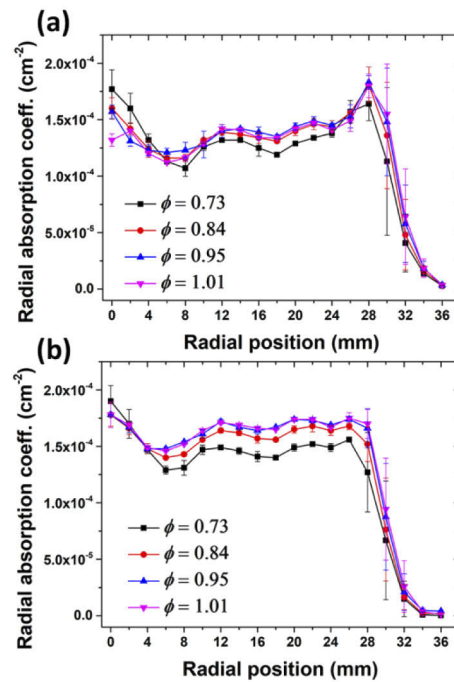 (a)
2.0x10⁻⁴
1.5x10⁻⁴
1.0x10⁻⁴
5.0x10⁻⁵
0.0
Radial absorption coeff. (cm⁻²)
ϕ = 0.73
ϕ = 0.84
ϕ = 0.95
ϕ = 1.01
0 4 8 12 16 20 24 28 32 36
Radial position (mm)
(b)
2.0x10⁻⁴
1.5x10⁻⁴
1.0x10⁻⁴
5.0x10⁻⁵
0.0
Radial absorption coeff. (cm⁻²)
ϕ = 0.73
ϕ = 0.84
ϕ = 0.95
ϕ = 1.01
0 4 8 12 16 20 24 28 32 36
Radial position (mm)